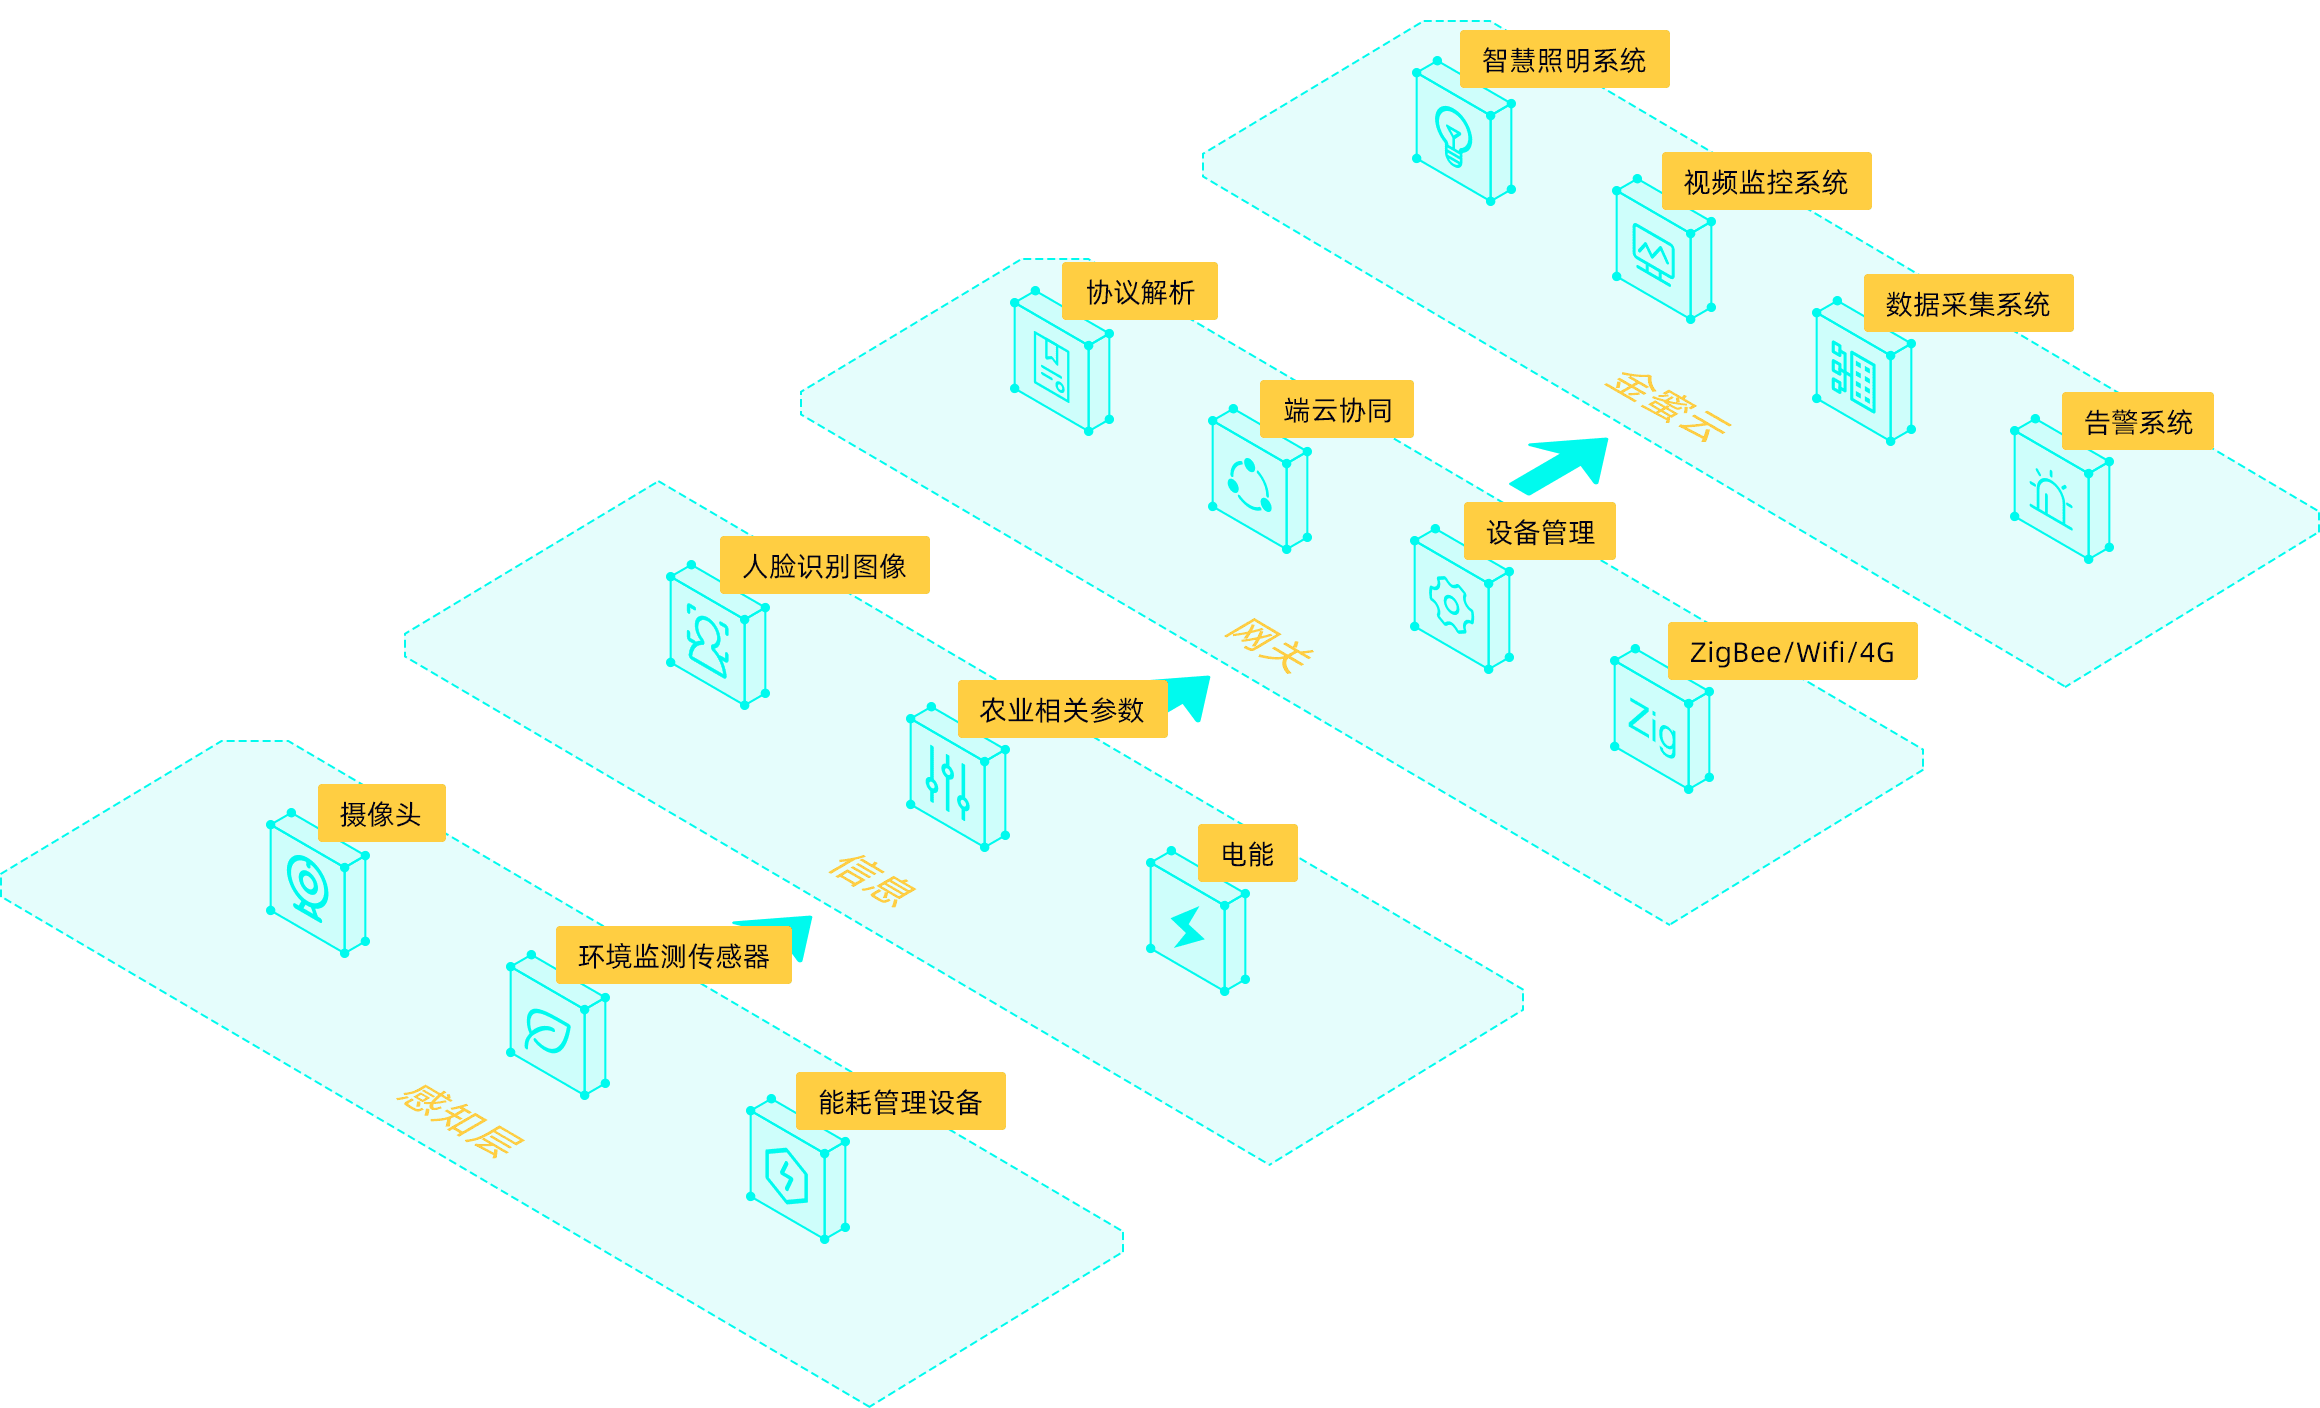 智慧照明系统
视频监控系统
数据采集系统
告警系统
金蜜云
协议解析
端云协同
设备管理
ZigBee/Wifi/4G
Zig
网关
人脸识别图像
农业相关参数
电能
信息
摄像头
环境监测传感器
能耗管理设备
感知层